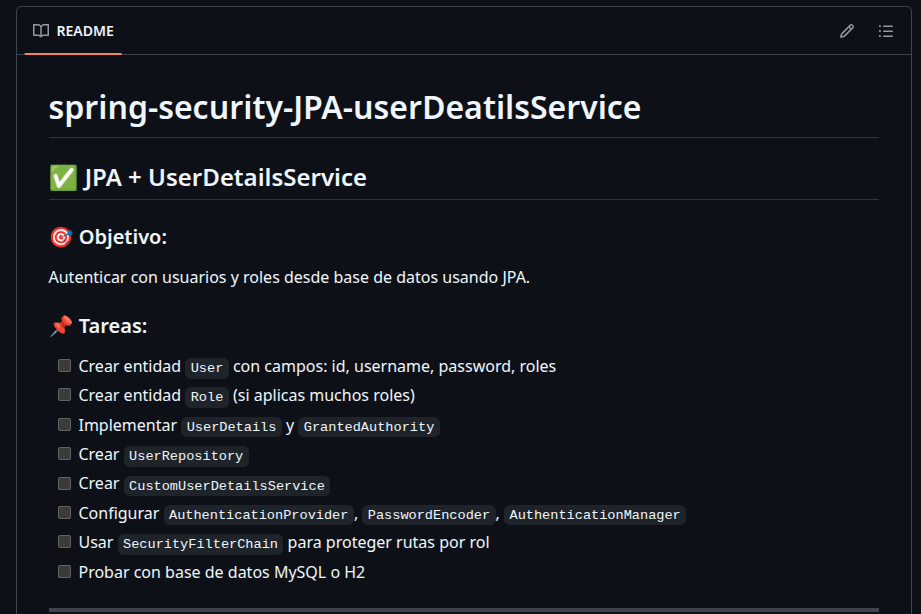 README
spring-security-JPA-userDeatilsService
✅ JPA + UserDetailsService
🎯 Objetivo:
Autenticar con usuarios y roles desde base de datos usando JPA.
📌 Tareas:
Crear entidad User con campos: id, username, password, roles
Crear entidad Role (si aplicas muchos roles)
Implementar UserDetails y GrantedAuthority
Crear UserRepository
Crear CustomUserDetailsService
Configurar AuthenticationProvider, PasswordEncoder, AuthenticationManager
Usar SecurityFilterChain para proteger rutas por rol
Probar con base de datos MySQL o H2